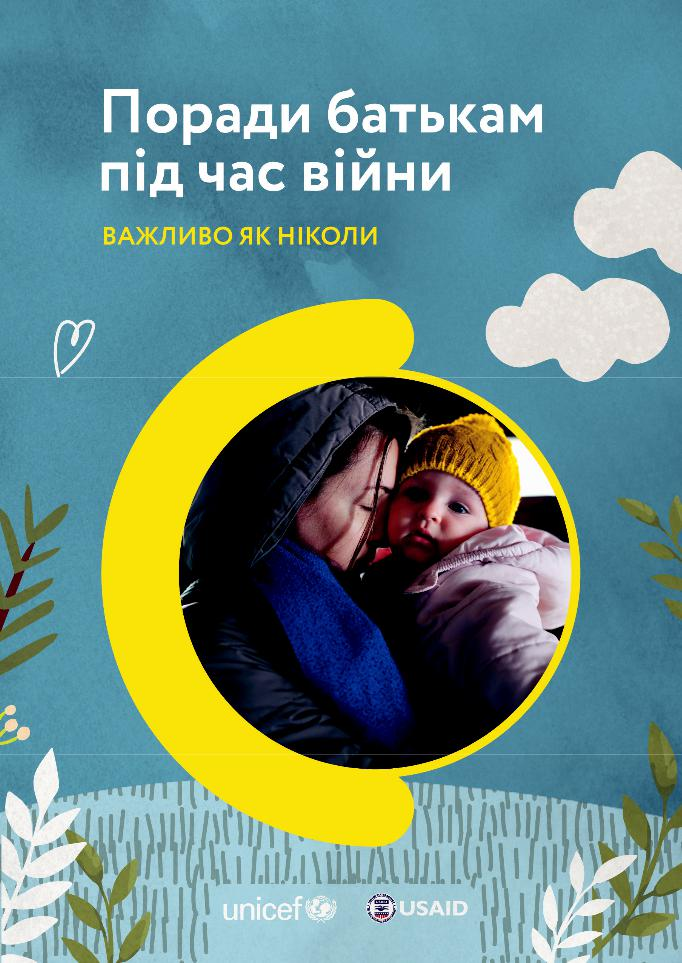 Поради батькам
під час війни
ВАЖЛИВО ЯК НІКОЛИ
unicef USAID